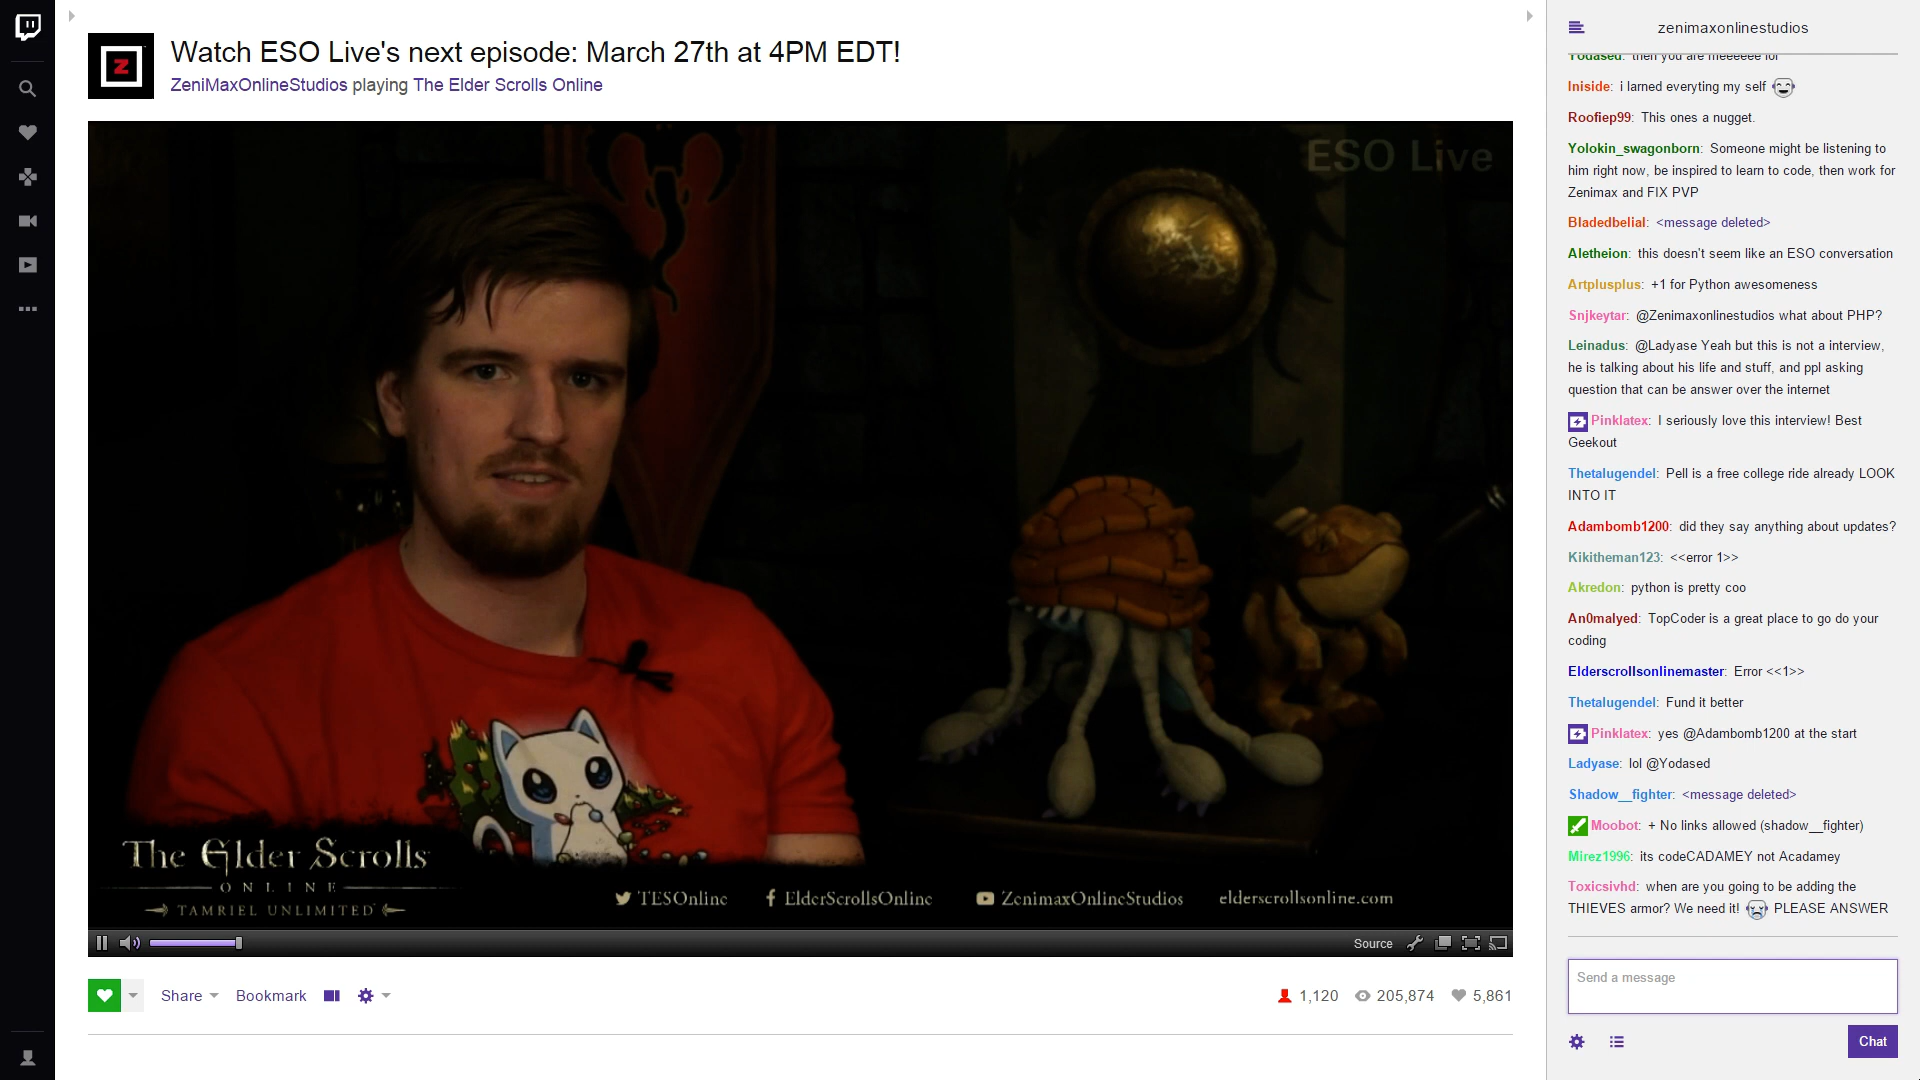 Watch ESO Live's next episode: March 27th at 4PM EDT!
ZeniMaxOnlineStudios playing The Elder Scrolls Online
ESO Live
The Elder Scrolls
ONLINE
TAMRIEL UNLIMITED
TESOnline
ElderScrollsOnline
ZenimaxOnlineStudios
elderscrollsonline.com
Source
Share
Bookmark
1,120
205,874
5,861
zenimaxonlinestudios
Yodased: then you are meeeeee lol
Iniside: i larned everyting my self
Roofiep99: This ones a nugget.
Yolokin_swagonborn: Someone might be listening to
him right now, be inspired to learn to code, then work for
Zenimax and FIX PVP
Bladedbelial: <message deleted>
Aletheion: this doesn't seem like an ESO conversation
Artplusplus: +1 for Python awesomeness
Snjkeytar: @Zenimaxonlinestudios what about PHP?
Leinadus: @Ladyase Yeah but this is not a interview,
he is talking about his life and stuff, and ppl asking
question that can be answer over the internet
Pinklatex: I seriously love this interview! Best
Geekout
Thetalugendel: Pell is a free college ride already LOOK
INTO IT
Adambomb1200: did they say anything about updates?
Kikitheman123: <<error 1>>
Akredon: python is pretty coo
An0malyed: TopCoder is a great place to go do your
coding
Elderscrollsonlinemaster: Error <<1>>
Thetalugendel: Fund it better
Pinklatex: yes @Adambomb1200 at the start
Ladyase: lol @Yodased
Shadow__fighter: <message deleted>
Moobot: + No links allowed (shadow__fighter)
Mirez1996: its codeCADAMEY not Acadamey
Toxicsivhd: when are you going to be adding the
THIEVES armor? We need it! PLEASE ANSWER
Send a message
Chat